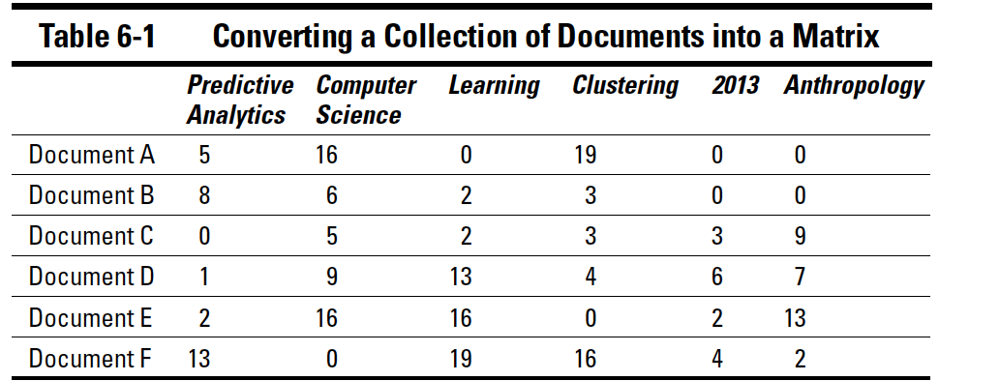 Table 6-1 Converting a Collection of Documents into a Matrix
Predictive Analytics Computer Science Learning Clustering 2013 Anthropology
Document A 5 16 0 19 0 0
Document B 8 6 2 3 0 0
Document C 0 5 2 3 3 9
Document D 1 9 13 4 6 7
Document E 2 16 16 0 2 13
Document F 13 0 19 16 4 2